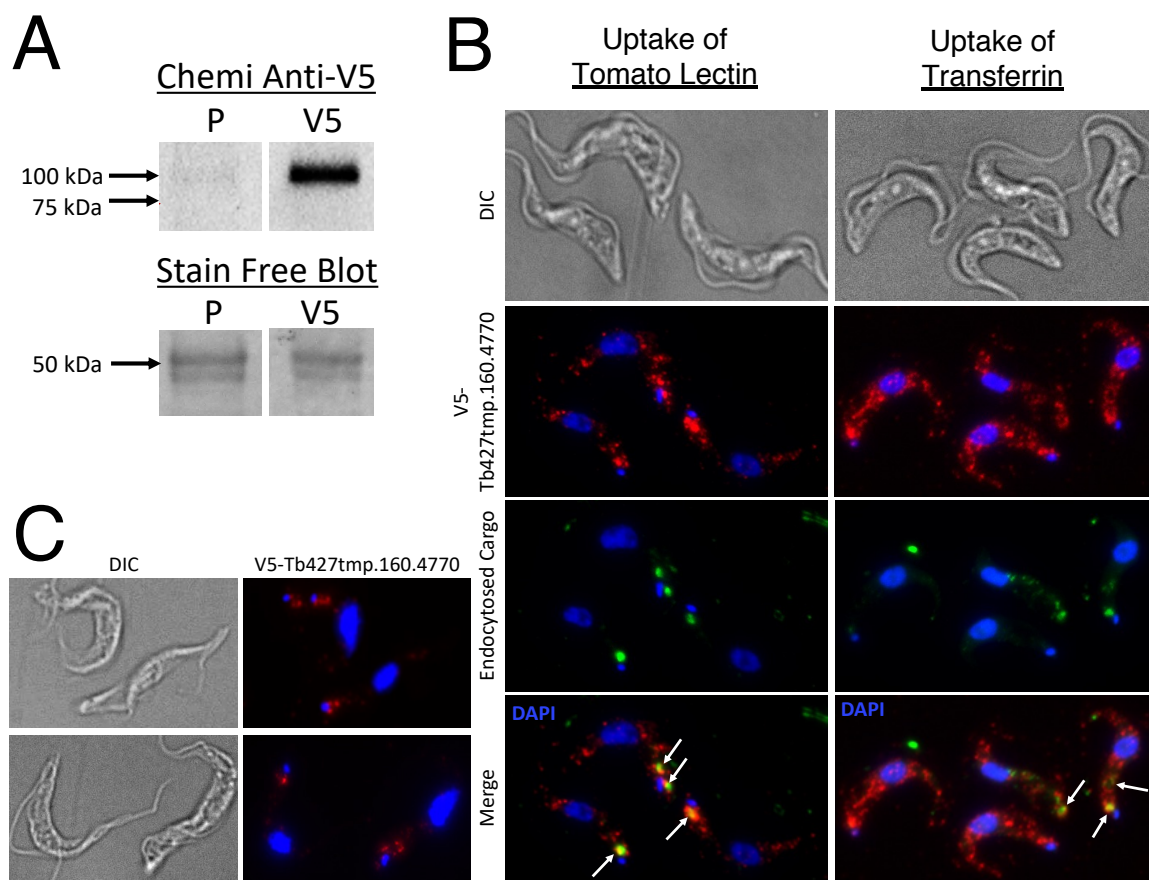 A
Chemi Anti-V5
P
V5
100 kDa
75 kDa
Stain Free Blot
P
V5
50 kDa
B
Uptake of
Tomato Lectin
Uptake of
Transferrin
DIC
V5-
Tb427tmp.160.4770
Endocytosed Cargo
Merge
DAPI
DAPI
C
DIC
V5-Tb427tmp.160.4770